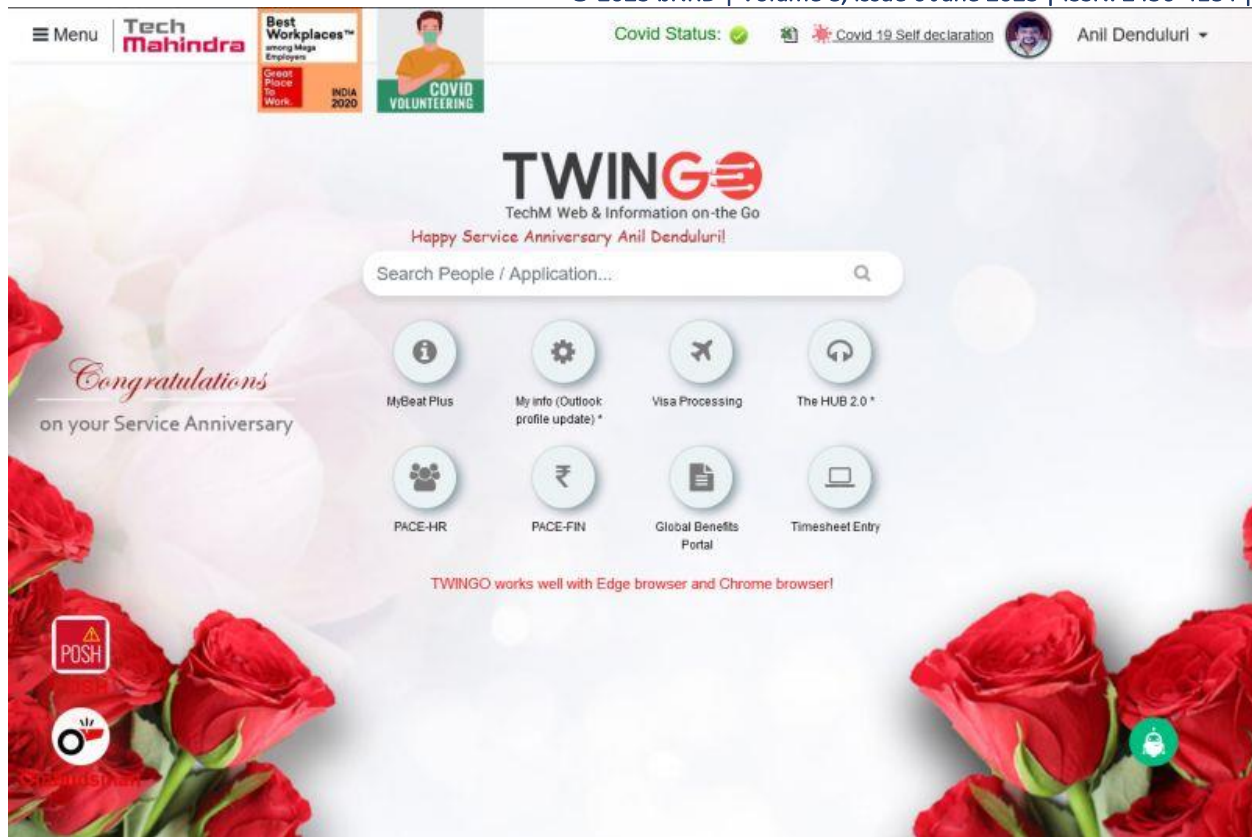 Menu
Tech
Mahindra
Best
Workplaces™
among Mega
Employers
Great
Place
To
Work.
INDIA
2020
COVID
VOLUNTEERING
Covid Status:
Covid 19 Self declaration
Anil Denduluri
TWINGO
TechM Web & Information on-the Go
Happy Service Anniversary Anil Denduluri!
Search People / Application...
Congratulations
on your Service Anniversary
MyBeat Plus
My info (Outlook
profile update) *
Visa Processing
The HUB 2.0 *
PACE-HR
PACE-FIN
Global Benefits
Portal
Timesheet Entry
TWINGO works well with Edge browser and Chrome browser!
POSH
POSH